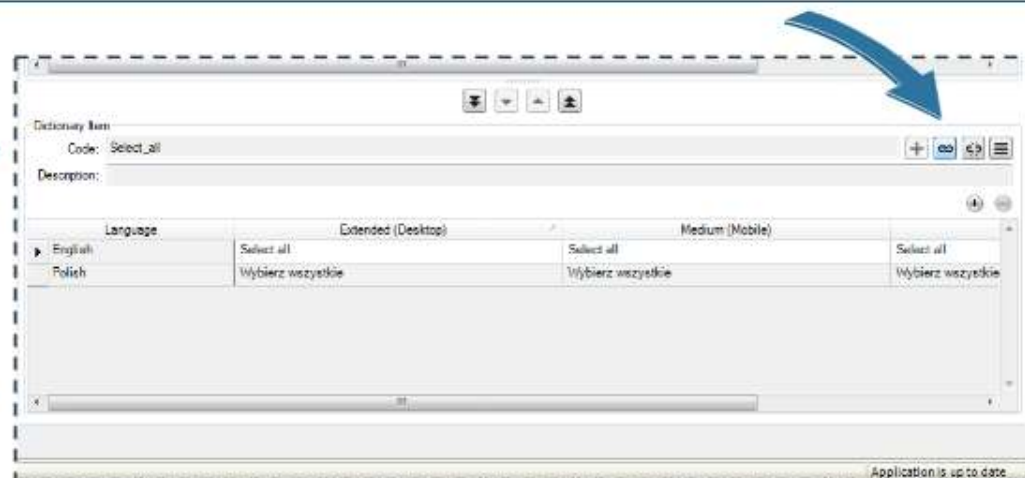 Dictionary Item
Code: Select_all
Description:
Language Extended (Desktop) Medium (Mobile)
English Select all Select all Select all
Polish Wybierz wszystkie Wybierz wszystkie Wybierz wszystkie
Application is up to date